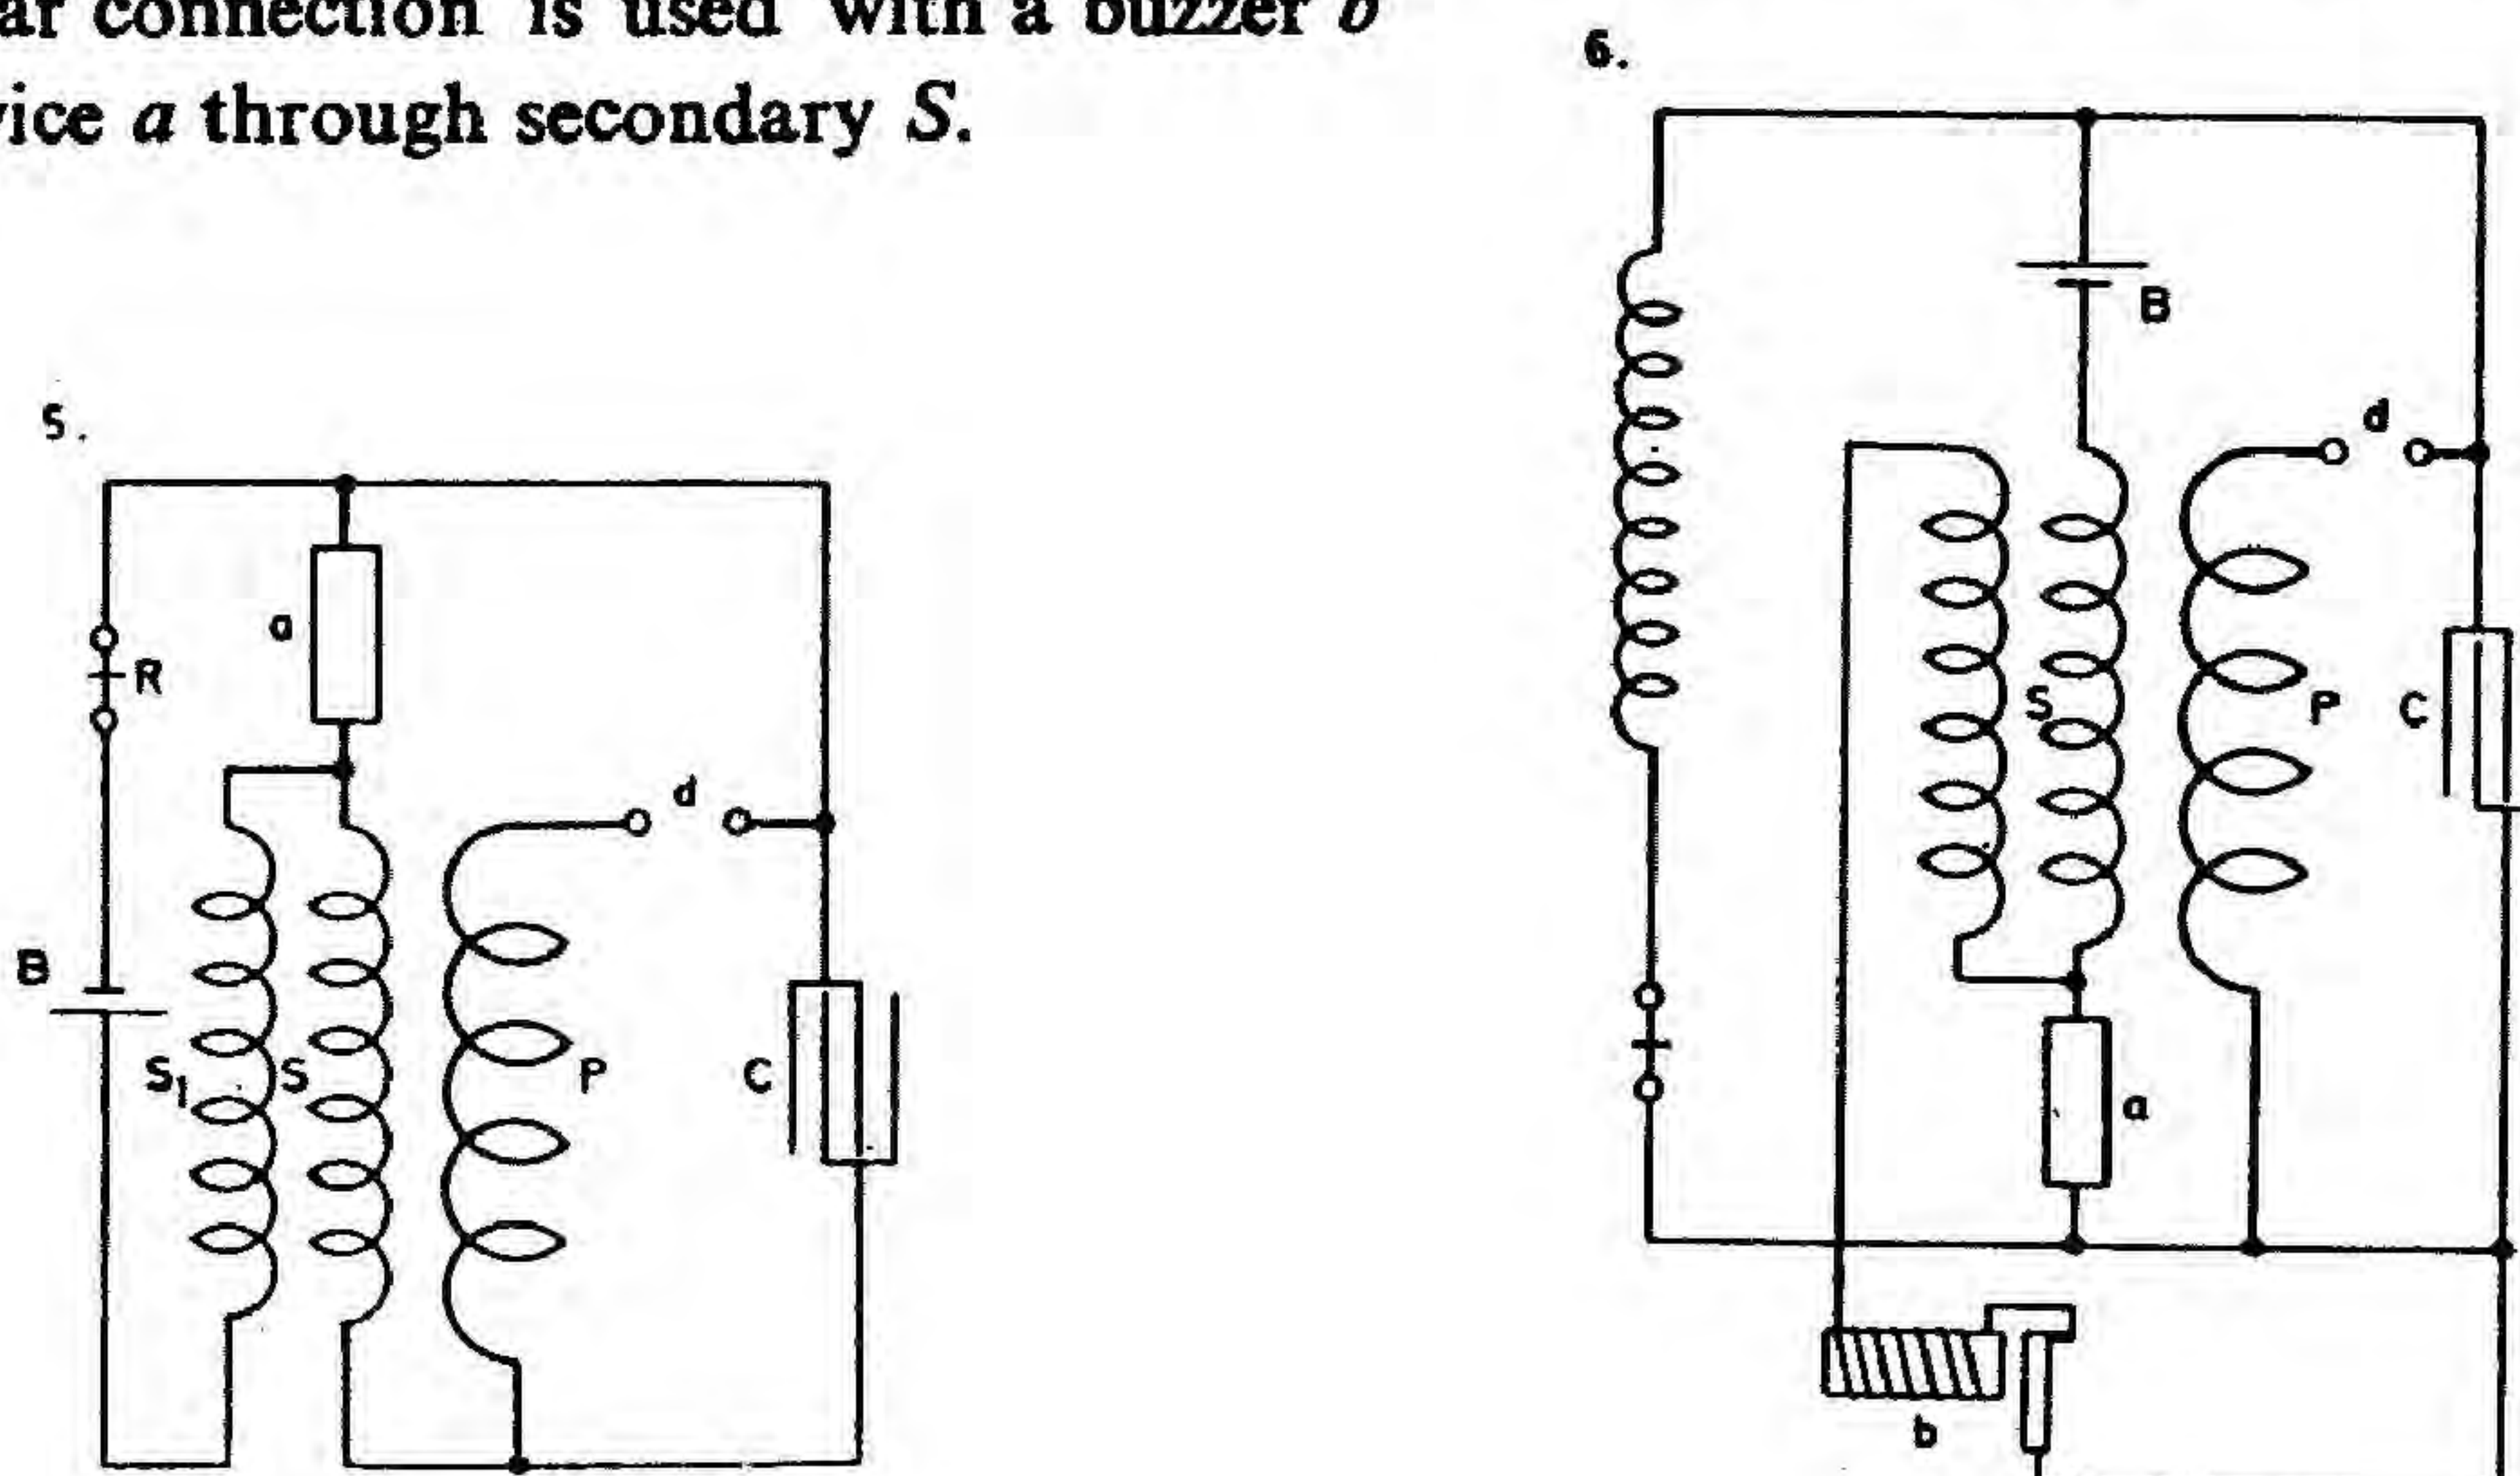 ar connection is used with a buzzer b
vice a through secondary S.
5.
a
R
d
B
S1
S
P
C
6.
B
d
S
P
C
a
b